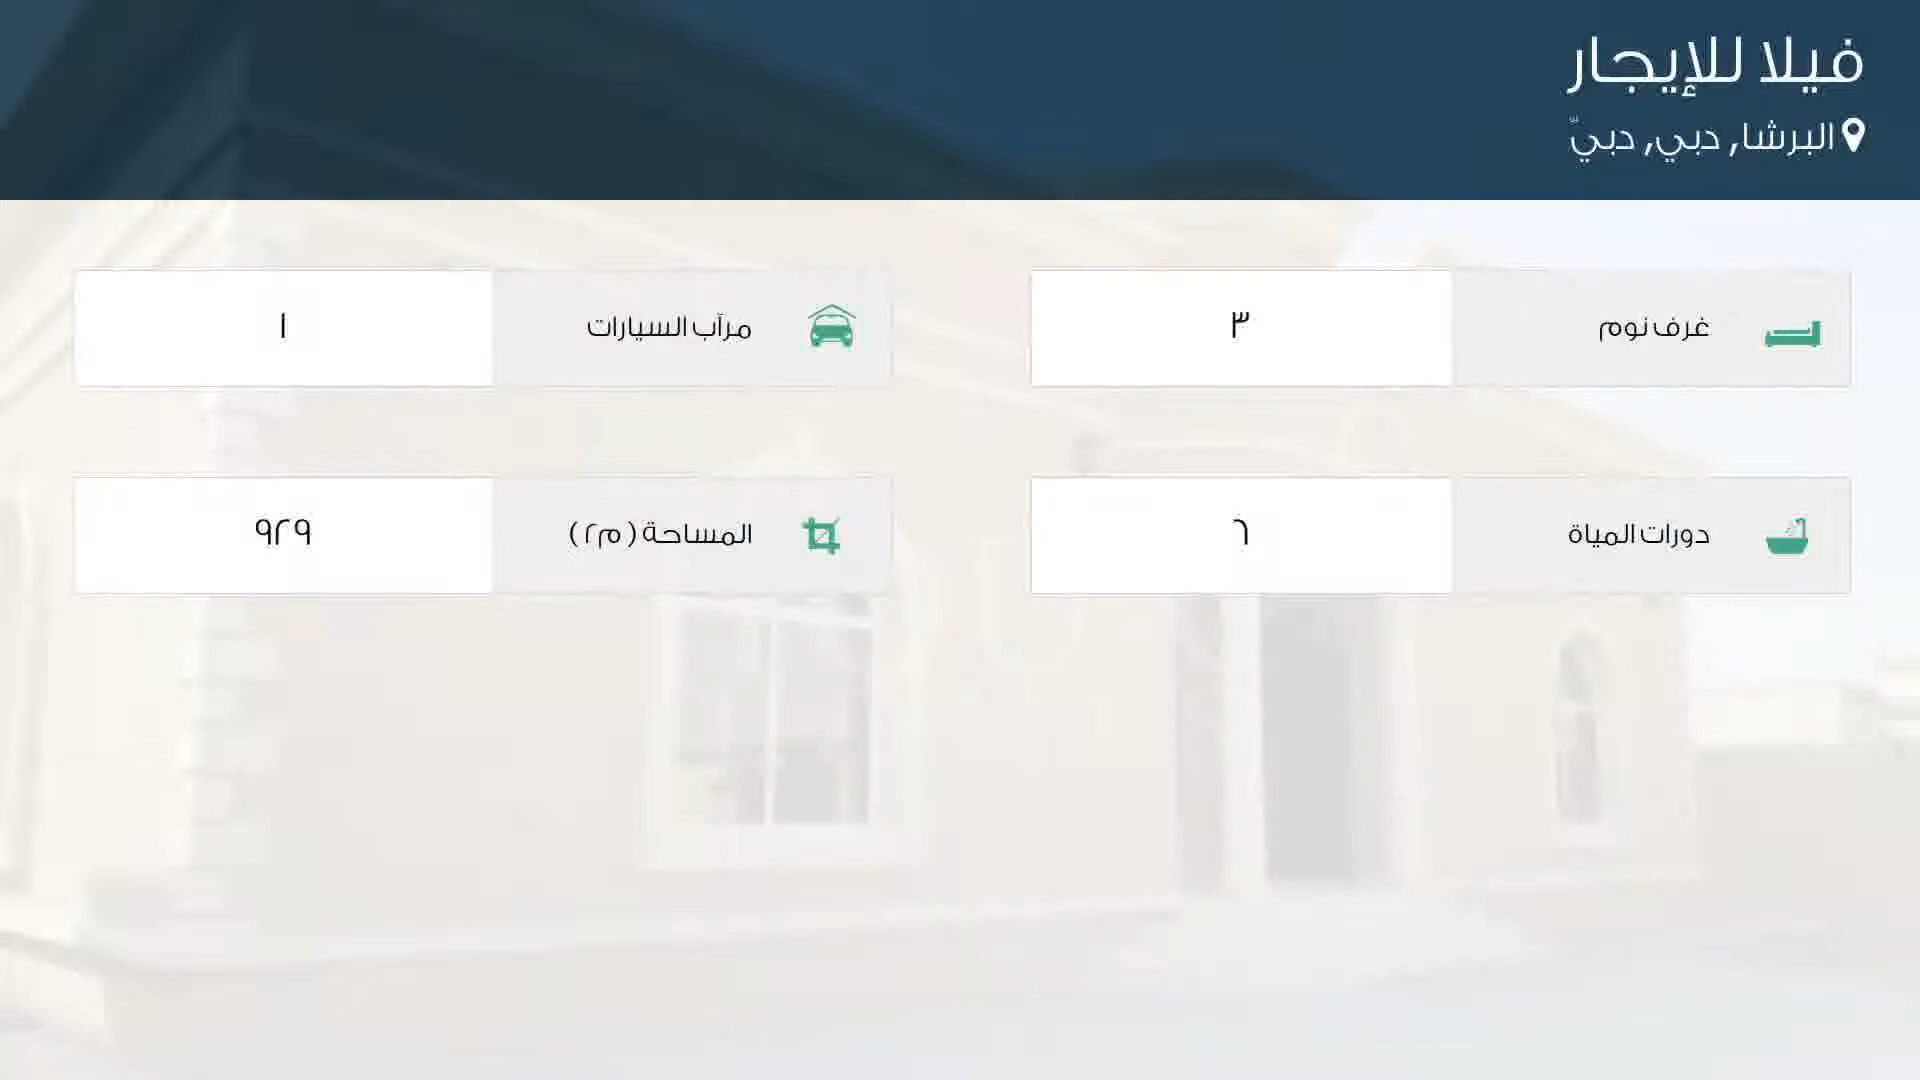 فيلا للإيجار
البرشا, دبي, دبيّ
غرف نوم
٣
مرآب السيارات
١
دورات المياة
٦
المساحة (م٢)
٩٢٩